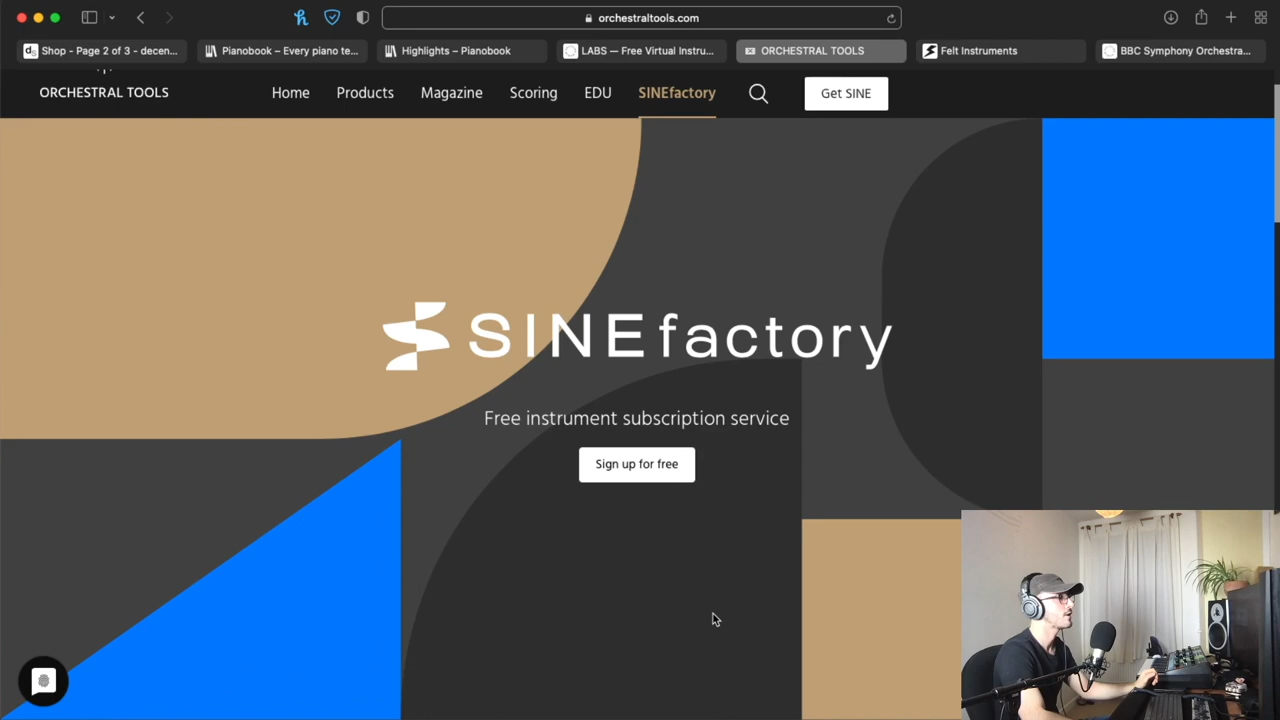 orchestraltools.com
Shop - Page 2 of 3 - decen...
Pianobook – Every piano te...
Highlights – Pianobook
LABS — Free Virtual Instru...
ORCHESTRAL TOOLS
Felt Instruments
BBC Symphony Orchestra...
ORCHESTRAL TOOLS
Home
Products
Magazine
Scoring
EDU
SINEfactory
Get SINE
SINEfactory
Free instrument subscription service
Sign up for free